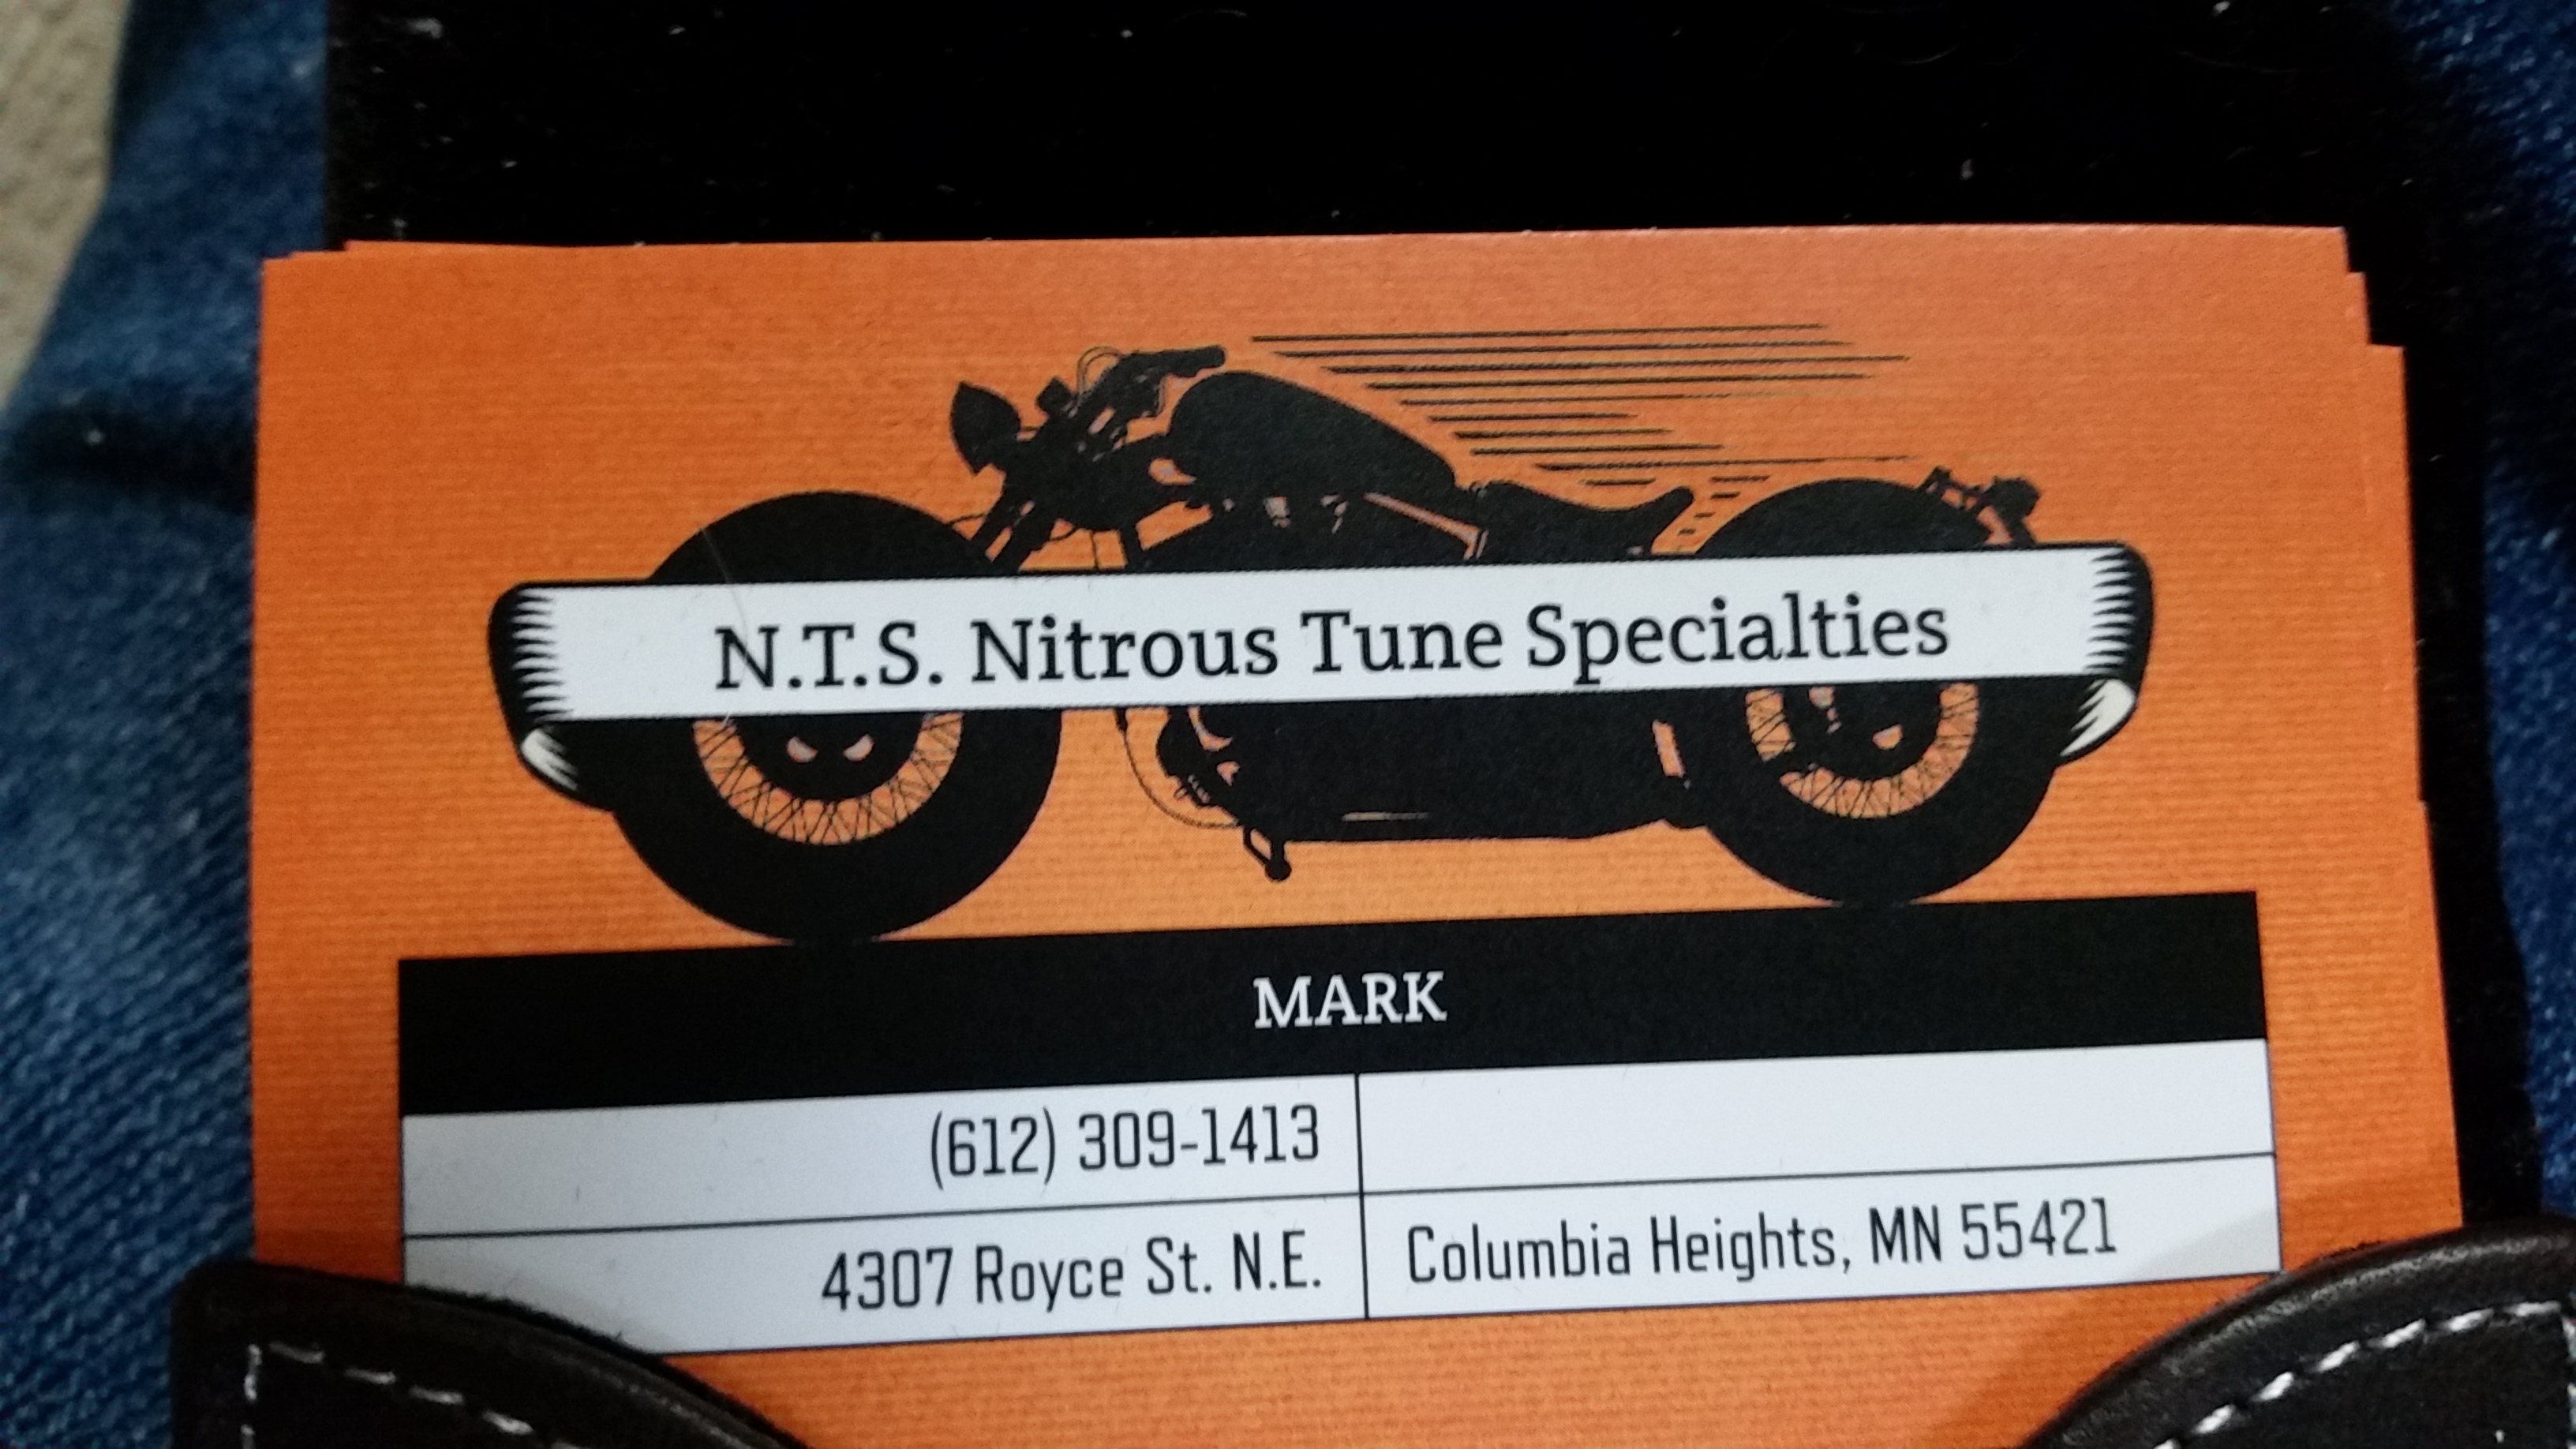 N.T.S. Nitrous Tune Specialties
MARK
(612) 309-1413
4307 Royce St. N.E.
Columbia Heights, MN 55421